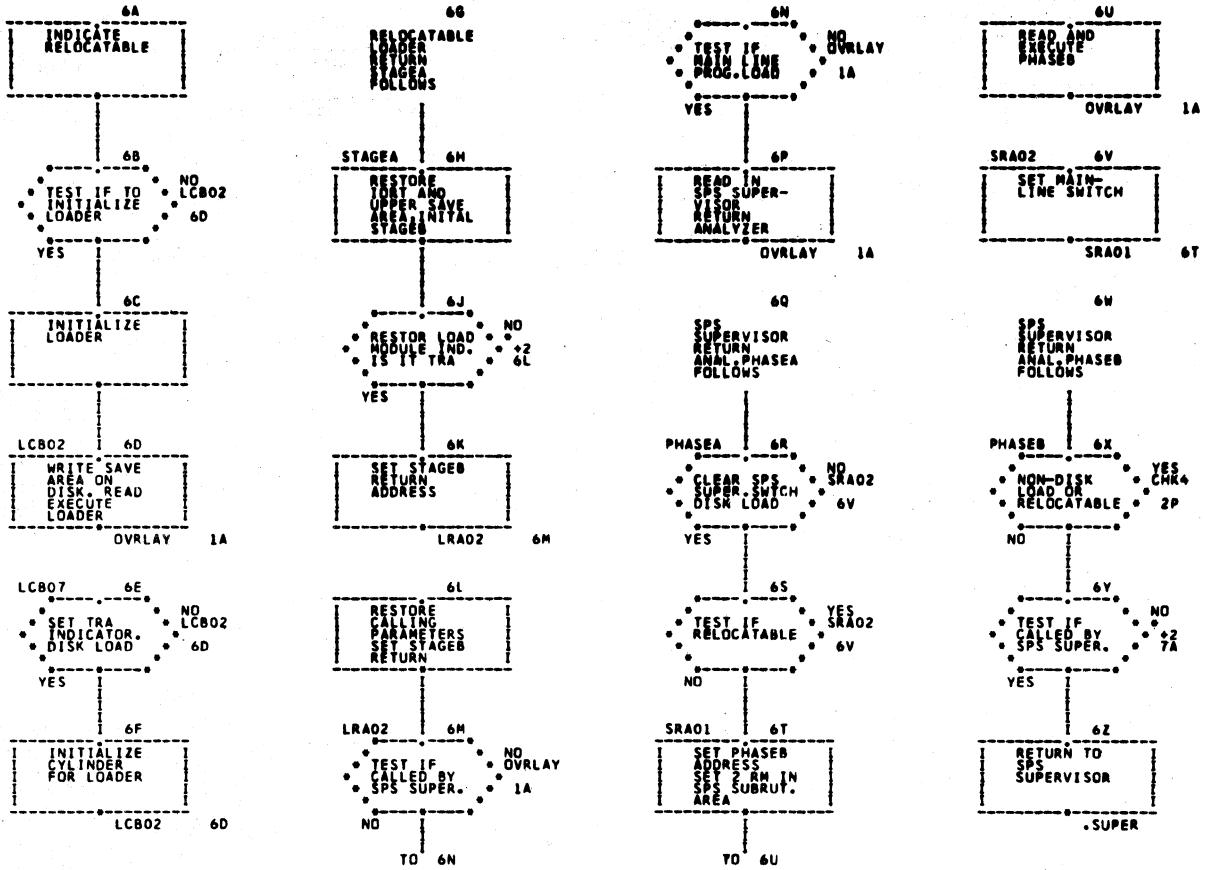 6A
INDICATE
RELOCATABLE
6B
TEST IF TO
INITIALIZE
LOADER
NO
LCB02
6D
YES
6C
INITIALIZE
LOADER
LCB02 6D
WRITE SAVE
AREA ON
DISK. READ
EXECUTE
LOADER
OVRLAY 1A
LCB07 6E
SET TRA
INDICATOR.
DISK LOAD
NO
LCB02
6D
YES
6F
INITIALIZE
CYLINDER
FOR LOADER
LCB02 6D
6G
RELOCATABLE
LOADER
RETURN
STAGEA
FOLLOWS
STAGEA 6H
RESTORE
IORT AND
UPPER SAVE
AREA,INITAL
STAGEB
6J
RESTOR LOAD
MODULE IND.
IS IT TRA
NO
+2
6L
YES
6K
SET STAGEB
RETURN
ADDRESS
LRA02 6M
6L
RESTORE
CALLING
PARAMETERS
SET STAGEB
RETURN
LRA02 6M
TEST IF
CALLED BY
SPS SUPER.
NO
OVRLAY
1A
NO
TO 6N
6N
TEST IF
MAIN LINE
PROG.LOAD
NO
OVRLAY
1A
YES
6P
READ IN
SPS SUPER-
VISOR
RETURN
ANALYZER
OVRLAY 1A
6Q
SPS
SUPERVISOR
RETURN
ANAL.PHASEA
FOLLOWS
PHASEA 6R
CLEAR SPS
SUPER.SWTCH
DISK LOAD
NO
SRA02
6V
YES
6S
TEST IF
RELOCATABLE
YES
SRA02
6V
NO
SRA01 6T
SET PHASEB
ADDRESS
SET 2 RM IN
SPS SUBRUT.
AREA
TO 6U
6U
READ AND
EXECUTE
PHASEB
OVRLAY 1A
SRA02 6V
SET MAIN-
LINE SWITCH
SRA01 6T
6W
SPS
SUPERVISOR
RETURN
ANAL.PHASEB
FOLLOWS
PHASEB 6X
NON-DISK
LOAD OR
RELOCATABLE
YES
CHK4
2P
NO
6Y
TEST IF
CALLED BY
SPS SUPER.
NO
+2
7A
YES
6Z
RETURN TO
SPS
SUPERVISOR
.SUPER